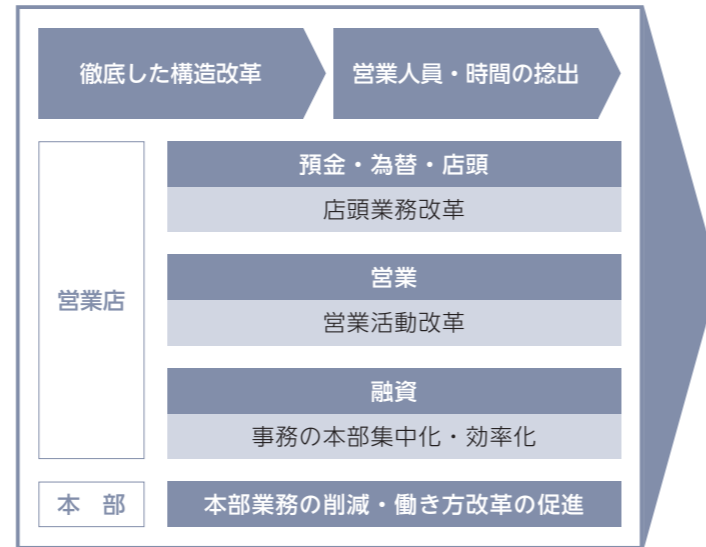 徹底した構造改革
営業人員・時間の捻出
営業店
預金・為替・店頭
店頭業務改革
営業
営業活動改革
融資
事務の本部集中化・効率化
本　部
本部業務の削減・働き方改革の促進